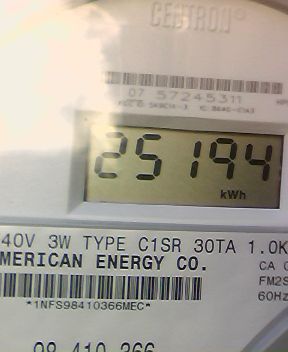 CENTRON®
07 57245311
25194
kWh
40V 3W TYPE C1SR 30TA 1.0K
MERICAN ENERGY CO.
CA
FM2S
60Hz
*1NFS98410366MEC*
98 410 366